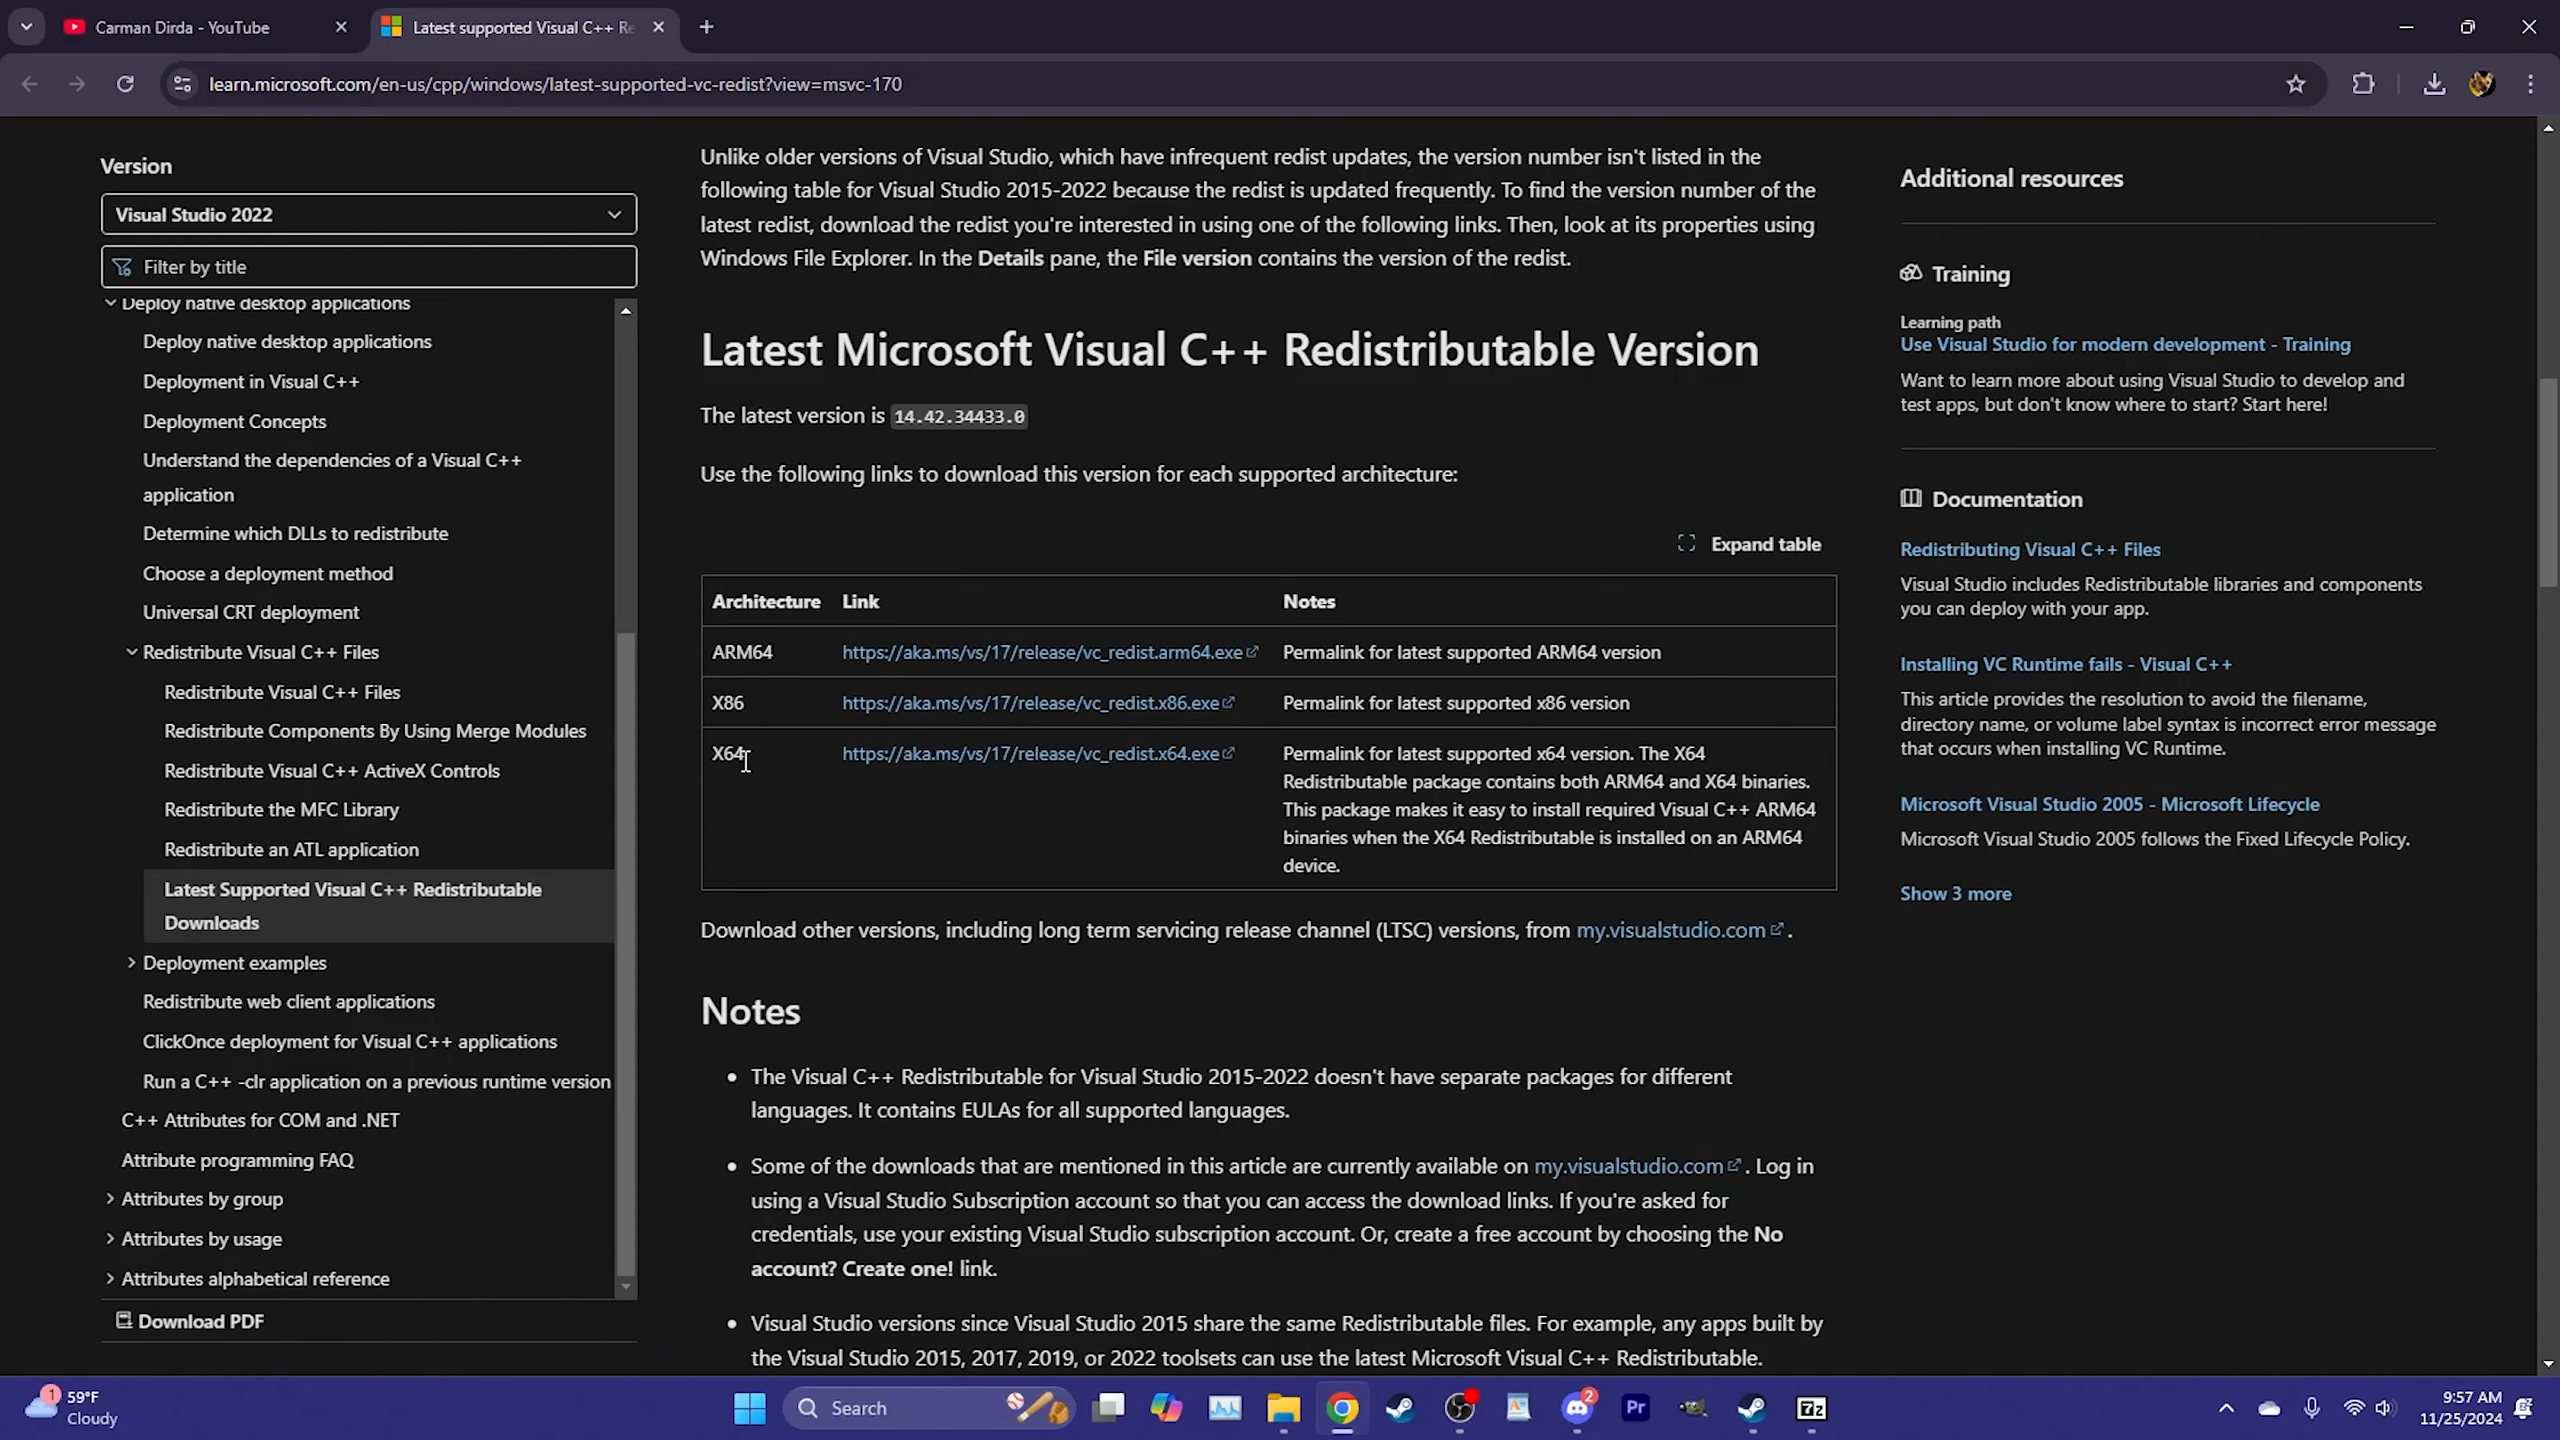 Carman Dirda - YouTube
Latest supported Visual C++ Re
learn.microsoft.com/en-us/cpp/windows/latest-supported-vc-redist?view=msvc-170
Version
Visual Studio 2022
Filter by title
Deploy native desktop applications
Deploy native desktop applications
Deployment in Visual C++
Deployment Concepts
Understand the dependencies of a Visual C++
application
Determine which DLLs to redistribute
Choose a deployment method
Universal CRT deployment
Redistribute Visual C++ Files
Redistribute Visual C++ Files
Redistribute Components By Using Merge Modules
Redistribute Visual C++ ActiveX Controls
Redistribute the MFC Library
Redistribute an ATL application
Latest Supported Visual C++ Redistributable
Downloads
Deployment examples
Redistribute web client applications
ClickOnce deployment for Visual C++ applications
Run a C++ -clr application on a previous runtime version
C++ Attributes for COM and .NET
Attribute programming FAQ
Attributes by group
Attributes by usage
Attributes alphabetical reference
Download PDF
Unlike older versions of Visual Studio, which have infrequent redist updates, the version number isn't listed in the
following table for Visual Studio 2015-2022 because the redist is updated frequently. To find the version number of the
latest redist, download the redist you're interested in using one of the following links. Then, look at its properties using
Windows File Explorer. In the Details pane, the File version contains the version of the redist.
Latest Microsoft Visual C++ Redistributable Version
The latest version is 14.42.34433.0
Use the following links to download this version for each supported architecture:
Expand table
Architecture Link Notes
ARM64 https://aka.ms/vs/17/release/vc_redist.arm64.exe Permalink for latest supported ARM64 version
X86 https://aka.ms/vs/17/release/vc_redist.x86.exe Permalink for latest supported x86 version
X64 https://aka.ms/vs/17/release/vc_redist.x64.exe Permalink for latest supported x64 version. The X64
Redistributable package contains both ARM64 and X64 binaries.
This package makes it easy to install required Visual C++ ARM64
binaries when the X64 Redistributable is installed on an ARM64
device.
Download other versions, including long term servicing release channel (LTSC) versions, from my.visualstudio.com .
Notes
• The Visual C++ Redistributable for Visual Studio 2015-2022 doesn't have separate packages for different
languages. It contains EULAs for all supported languages.
• Some of the downloads that are mentioned in this article are currently available on my.visualstudio.com . Log in
using a Visual Studio Subscription account so that you can access the download links. If you're asked for
credentials, use your existing Visual Studio subscription account. Or, create a free account by choosing the No
account? Create one! link.
• Visual Studio versions since Visual Studio 2015 share the same Redistributable files. For example, any apps built by
the Visual Studio 2015, 2017, 2019, or 2022 toolsets can use the latest Microsoft Visual C++ Redistributable.
Additional resources
Training
Learning path
Use Visual Studio for modern development - Training
Want to learn more about using Visual Studio to develop and
test apps, but don't know where to start? Start here!
Documentation
Redistributing Visual C++ Files
Visual Studio includes Redistributable libraries and components
you can deploy with your app.
Installing VC Runtime fails - Visual C++
This article provides the resolution to avoid the filename,
directory name, or volume label syntax is incorrect error message
that occurs when installing VC Runtime.
Microsoft Visual Studio 2005 - Microsoft Lifecycle
Microsoft Visual Studio 2005 follows the Fixed Lifecycle Policy.
Show 3 more
1
59°F
Cloudy
Search
2
Pr
7z
9:57 AM
11/25/2024